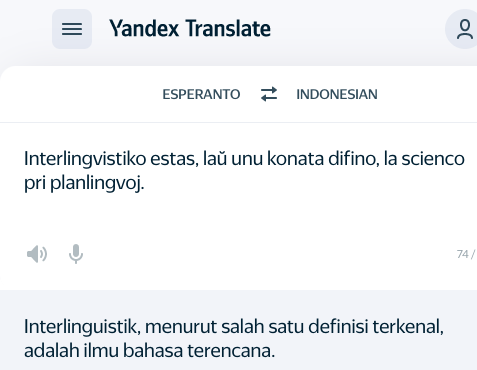 Yandex Translate
ESPERANTO INDONESIAN
Interlingvistiko estas, laŭ unu konata difino, la scienco
pri planlingvoj.
74 /
Interlinguistik, menurut salah satu definisi terkenal,
adalah ilmu bahasa terencana.